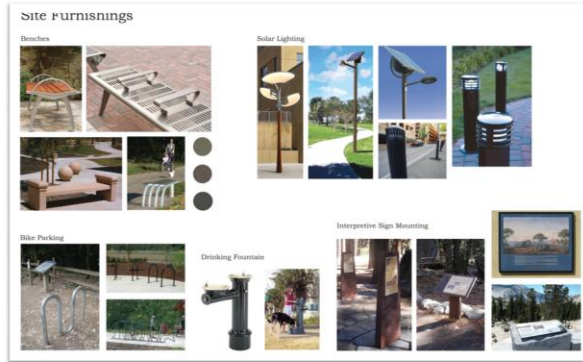 Site Furnishings
Benches
Solar Lighting
Bike Parking
Drinking Fountain
Interpretive Sign Mounting